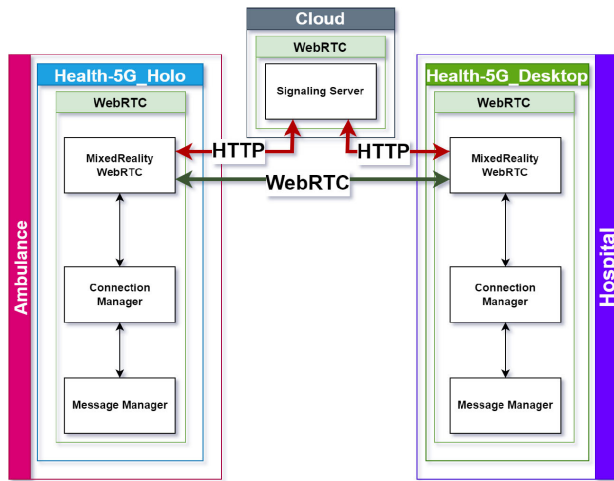 Cloud
WebRTC
Signaling Server
Ambulance
Health-5G_Holo
WebRTC
MixedReality
WebRTC
Connection
Manager
Message Manager
HTTP
HTTP
WebRTC
Health-5G_Desktop
WebRTC
MixedReality
WebRTC
Connection
Manager
Message Manager
Hospital